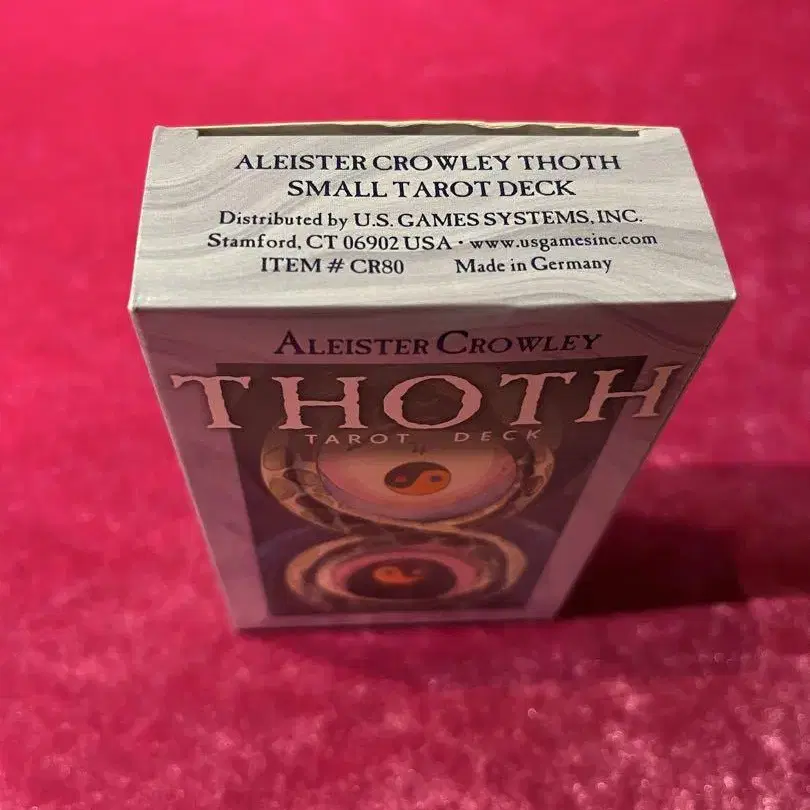 ALEISTER CROWLEY THOTH
SMALL TAROT DECK
Distributed by U.S. GAMES SYSTEMS, INC.
Stamford, CT 06902 USA · www.usgamesinc.com
ITEM # CR80 Made in Germany
ALEISTER CROWLEY
THOTH
TAROT DECK